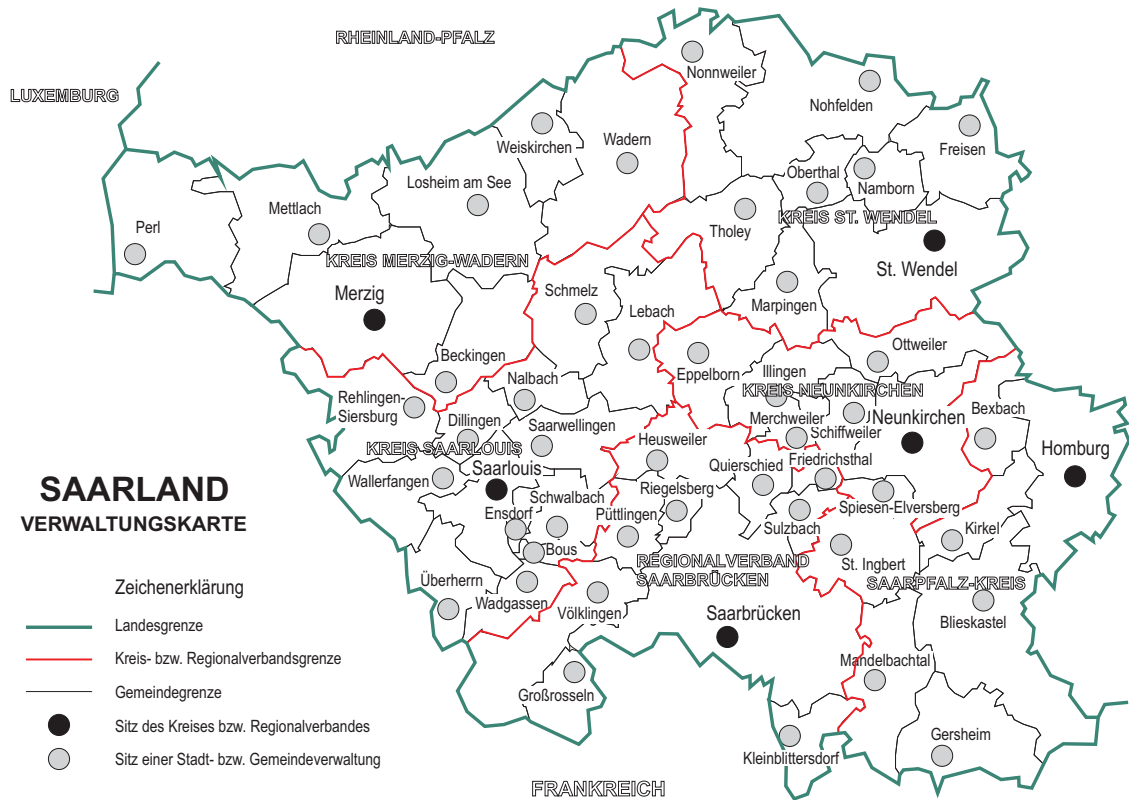 RHEINLAND-PFALZ
LUXEMBURG
Nonnweiler
Nohfelden
Weiskirchen
Wadern
Freisen
Losheim am See
Oberthal
Namborn
Mettlach
Perl
Tholey
KREIS ST. WENDEL
KREIS MERZIG-WADERN
St. Wendel
Merzig
Schmelz
Marpingen
Lebach
Ottweiler
Beckingen
Eppelborn
Illingen
Nalbach
KREIS NEUNKIRCHEN
Rehlingen-
Siersburg
Dillingen
Saarwellingen
Merchweiler
Neunkirchen
Bexbach
Schiffweiler
Heusweiler
KREIS SAARLOUIS
Homburg
Saarlouis
Quierschied
Friedrichsthal
Wallerfangen
Riegelsberg
SAARLAND
VERWALTUNGSKARTE
Schwalbach
Ensdorf
Püttlingen
Sulzbach
Spiesen-Elversberg
Kirkel
Bous
REGIONALVERBAND
SAARBRÜCKEN
St. Ingbert
SAARPFALZ-KREIS
Überherrn
Wadgassen
Völklingen
Saarbrücken
Blieskastel
Zeichenerklärung
Landesgrenze
Kreis- bzw. Regionalverbandsgrenze
Mandelbachtal
Gemeindegrenze
Großrosseln
Sitz des Kreises bzw. Regionalverbandes
Gersheim
Kleinblittersdorf
Sitz einer Stadt- bzw. Gemeindeverwaltung
FRANKREICH